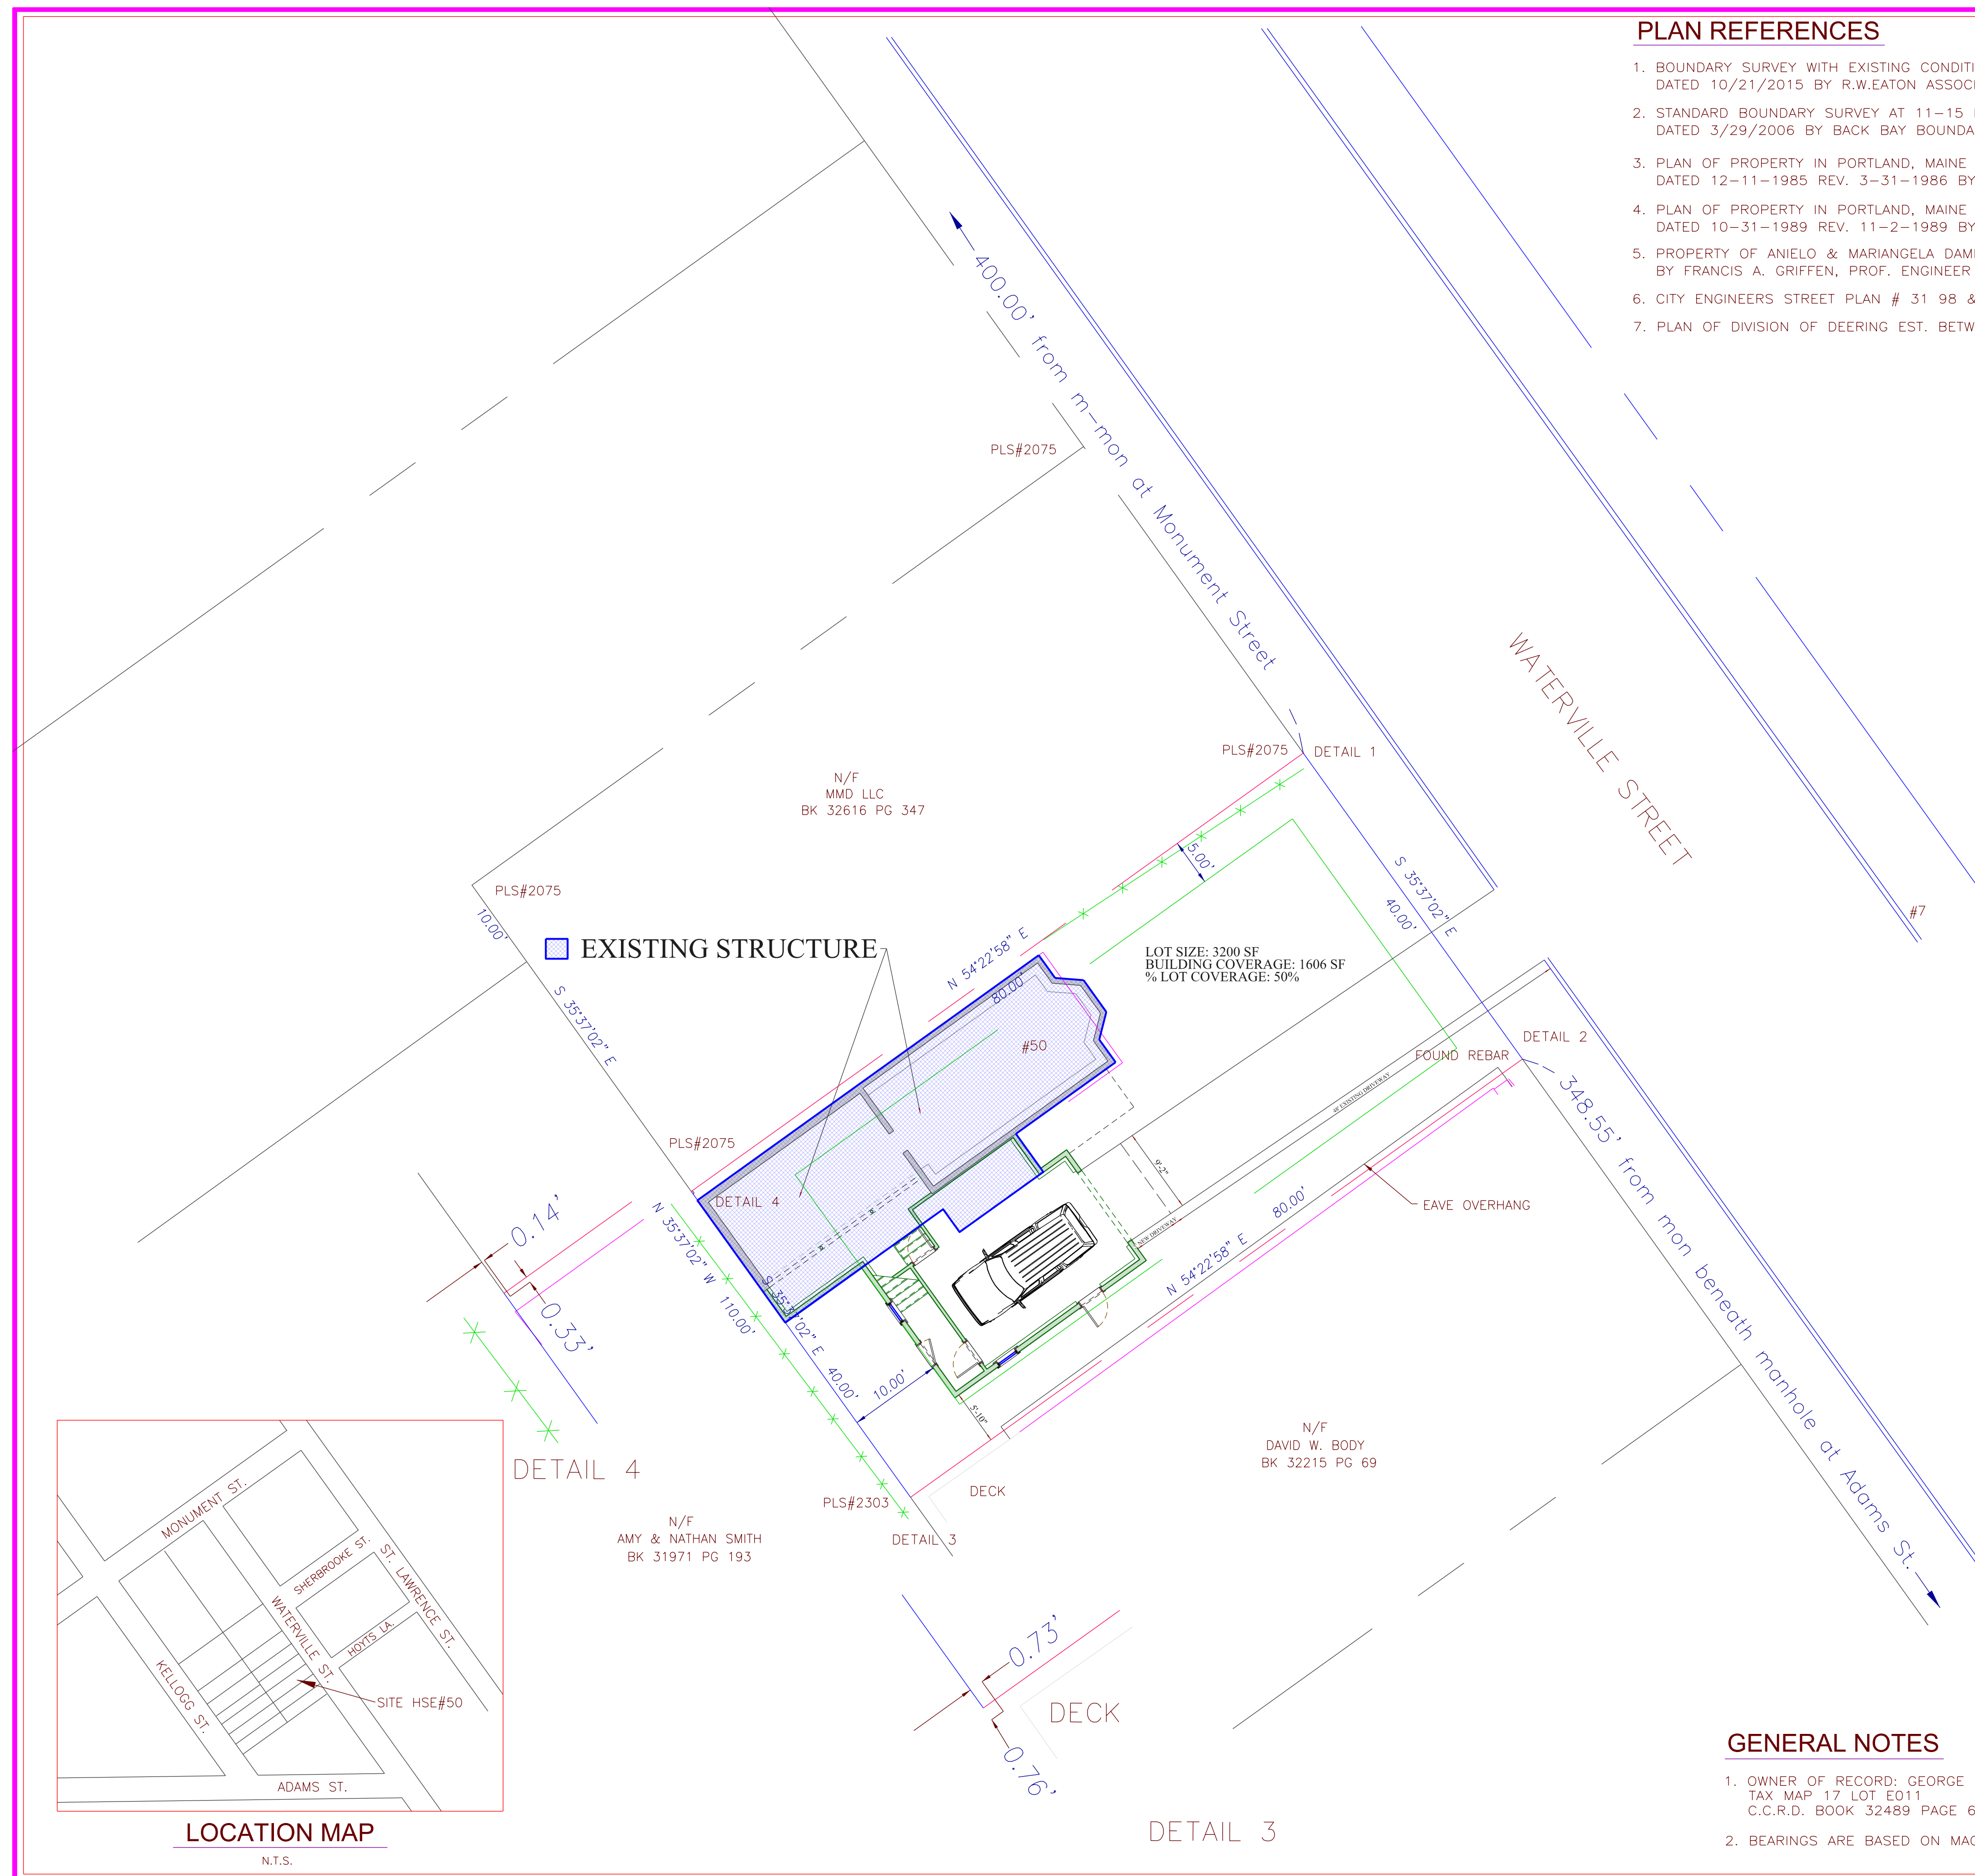 PLAN REFERENCES
1. BOUNDARY SURVEY WITH EXISTING CONDITI
DATED 10/21/2015 BY R.W.EATON ASSOC
2. STANDARD BOUNDARY SURVEY AT 11-15
DATED 3/29/2006 BY BACK BAY BOUNDA
3. PLAN OF PROPERTY IN PORTLAND, MAINE
DATED 12-11-1985 REV. 3-31-1986 BY
4. PLAN OF PROPERTY IN PORTLAND, MAINE
DATED 10-31-1989 REV. 11-2-1989 BY
5. PROPERTY OF ANIELO & MARIANGELA DAM
BY FRANCIS A. GRIFFEN, PROF. ENGINEER
6. CITY ENGINEERS STREET PLAN # 31 98 &
7. PLAN OF DIVISION OF DEERING EST. BETW
400.00' from m-mon at Monument Street
PLS#2075
WATERVILLE STREET
PLS#2075 DETAIL 1
N/F
MMD LLC
BK 32616 PG 347
5.00'
S 35°37'02" E
40.00'
#7
PLS#2075
10.00'
EXISTING STRUCTURE
N 54°22'58" E
80.00'
LOT SIZE: 3200 SF
BUILDING COVERAGE: 1606 SF
% LOT COVERAGE: 50%
S 35°37'02" E
#50
DETAIL 2
FOUND REBAR
EXISTING DRIVEWAY
348.55' from mon beneath manhole at Adams St.
PLS#2075
9'-2"
DETAIL 4
EAVE OVERHANG
80.00'
NEW DRIVEWAY
N 54°22'58" E
N 35°37'02" W 110.00'
S 35°37'02" E 40.00'
10.00'
5'-10"
0.14'
0.33'
DETAIL 4
N/F
DAVID W. BODY
BK 32215 PG 69
DECK
PLS#2303
DETAIL 3
N/F
AMY & NATHAN SMITH
BK 31971 PG 193
0.73'
DECK
0.76'
DETAIL 3
MONUMENT ST.
SHERBROOKE ST.
ST. LAWRENCE ST.
WATERVILLE ST.
HOYTS LA.
KELLOGG ST.
SITE HSE#50
ADAMS ST.
LOCATION MAP
N.T.S.
GENERAL NOTES
1. OWNER OF RECORD: GEORGE
TAX MAP 17 LOT E011
C.C.R.D. BOOK 32489 PAGE 6
2. BEARINGS ARE BASED ON MAG